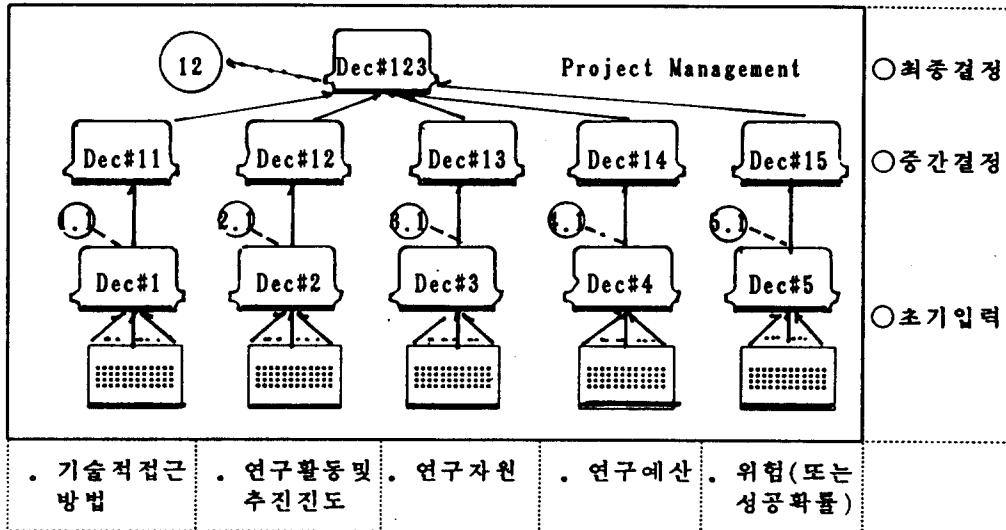 12
Dec#123
Project Management
○최종결정
Dec#11
Dec#12
Dec#13
Dec#14
Dec#15
○중간결정
1.1
2.1
3.1
4.1
5.1
Dec#1
Dec#2
Dec#3
Dec#4
Dec#5
○초기입력
. 기술적접근
방법
. 연구활동및
추진진도
. 연구자원
. 연구예산
. 위험(또는
성공확률)